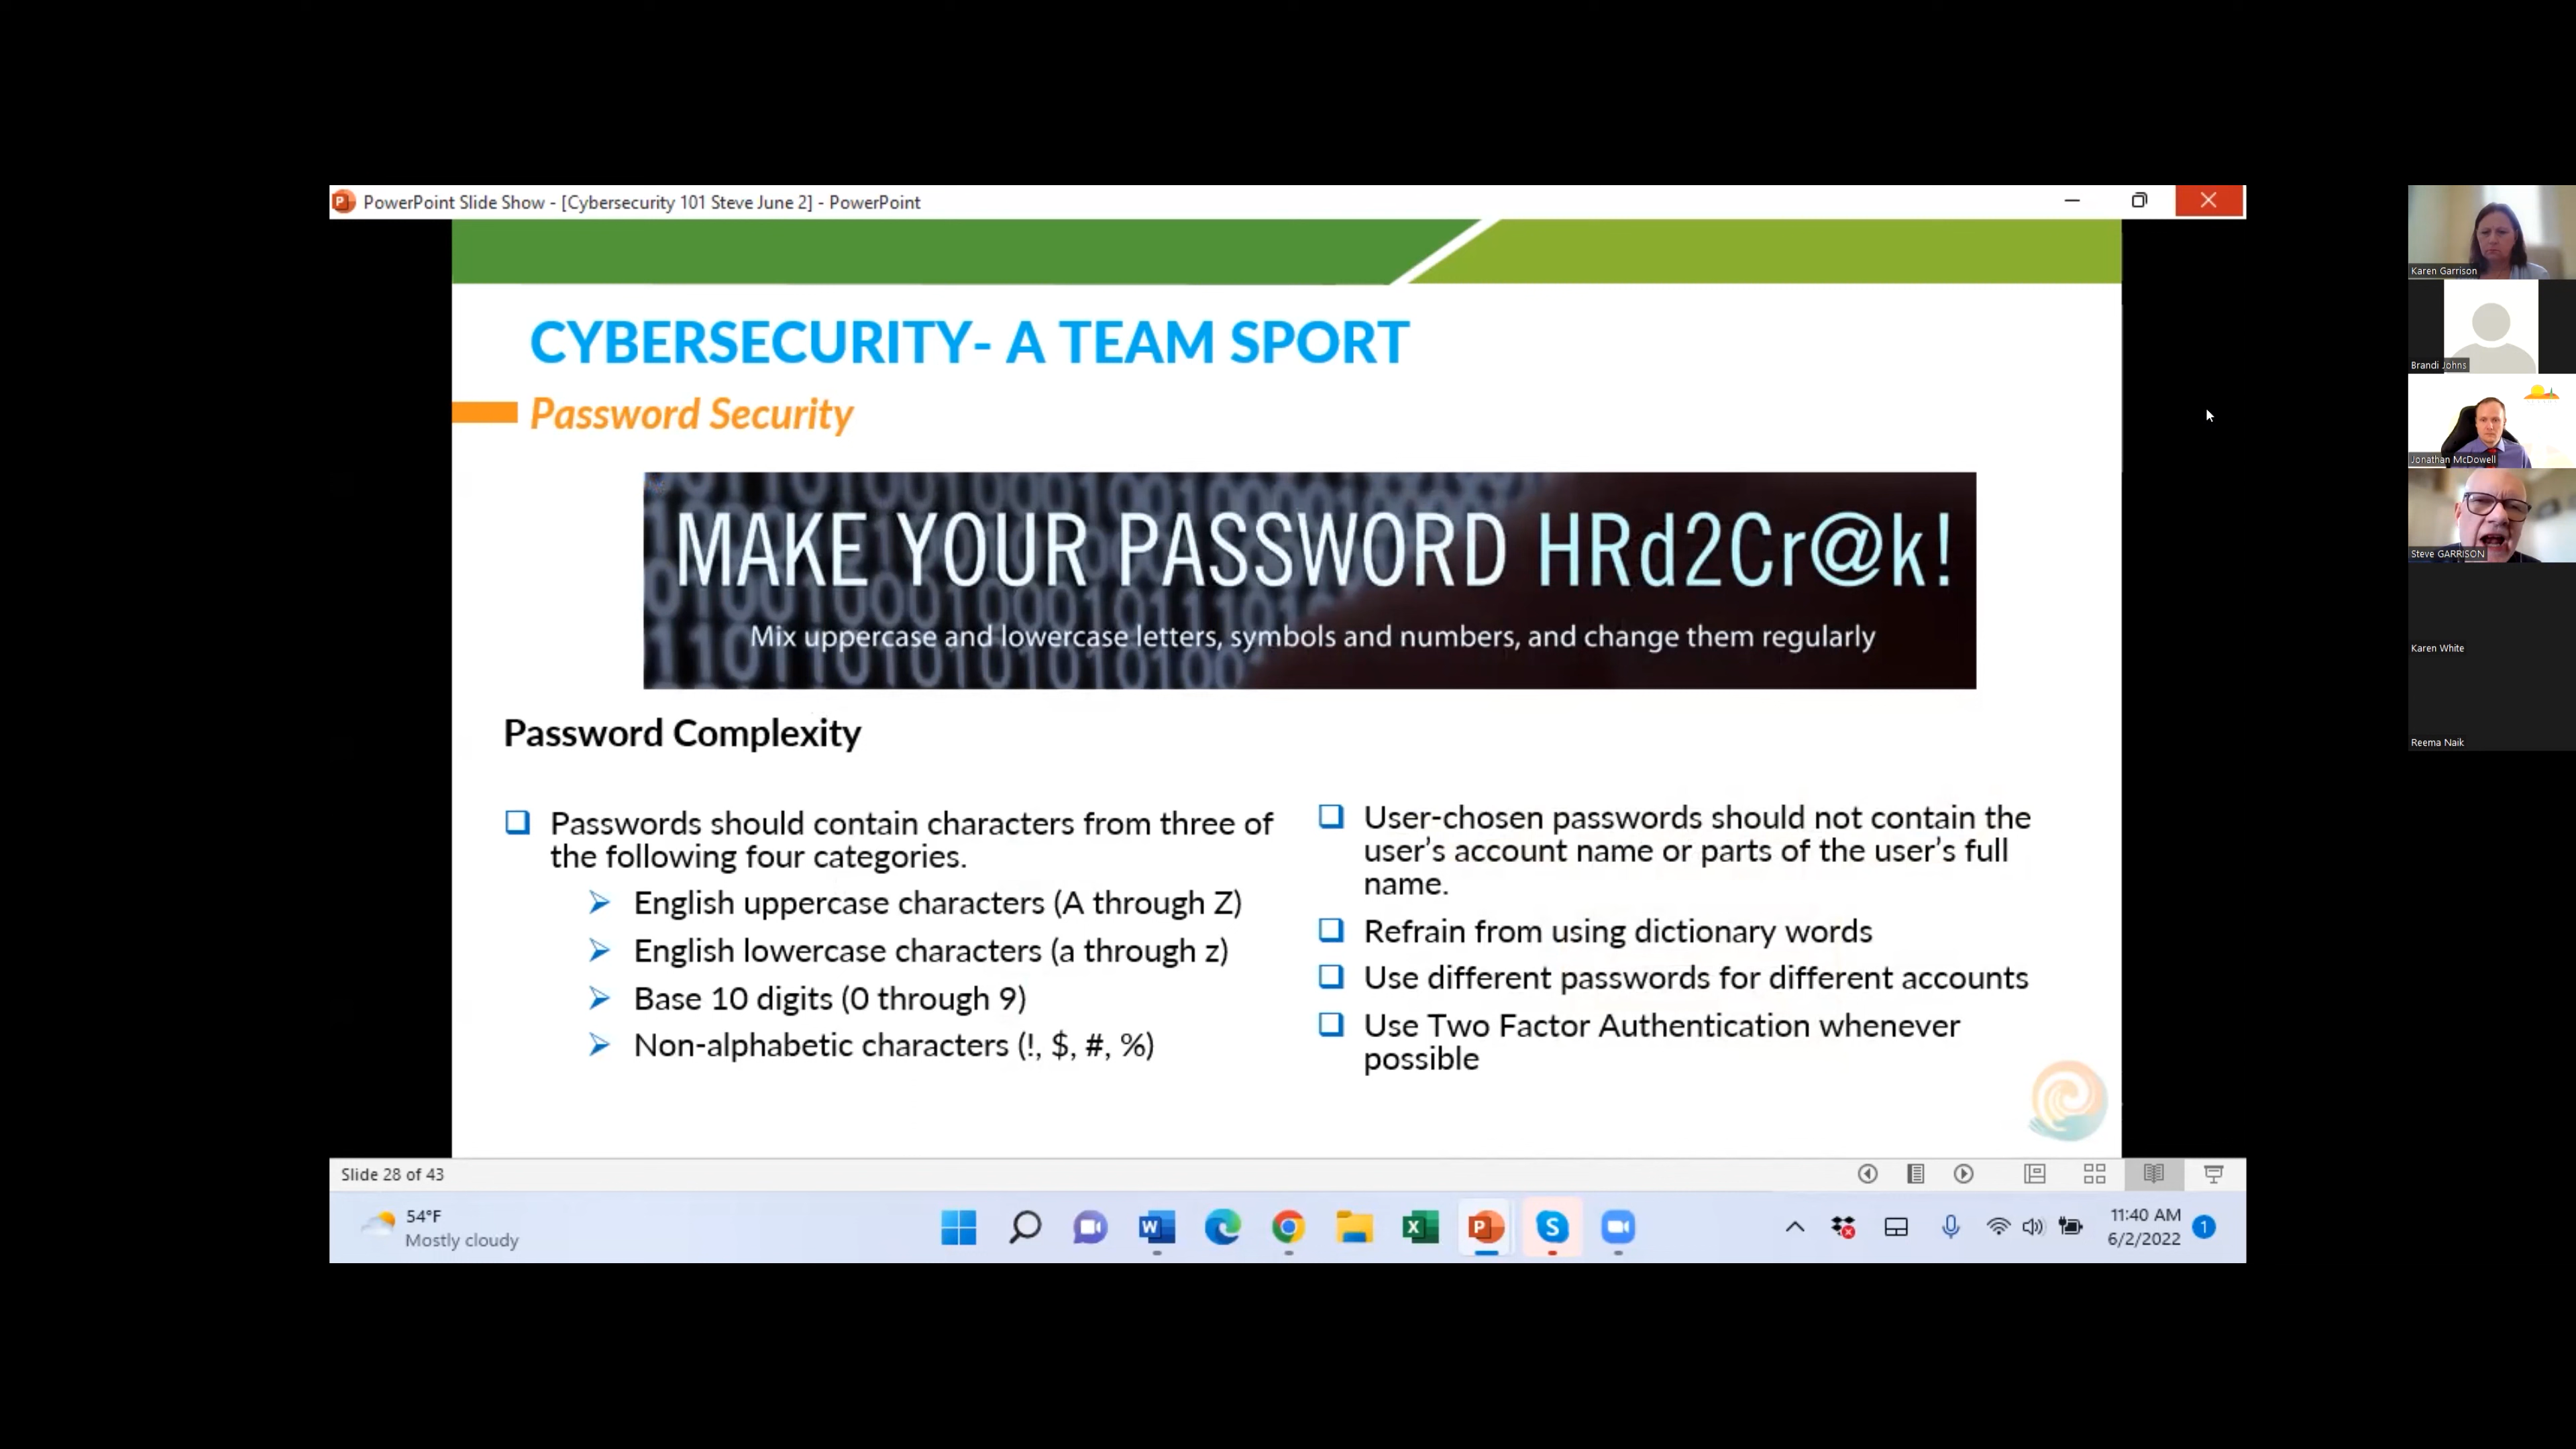 PowerPoint Slide Show - [Cybersecurity 101 Steve June 2] - PowerPoint
CYBERSECURITY- A TEAM SPORT
Password Security
MAKE YOUR PASSWORD HRd2Cr@k!
Mix uppercase and lowercase letters, symbols and numbers, and change them regularly
Password Complexity
Passwords should contain characters from three of
the following four categories.
English uppercase characters (A through Z)
English lowercase characters (a through z)
Base 10 digits (0 through 9)
Non-alphabetic characters (!, $, #, %)
User-chosen passwords should not contain the
user's account name or parts of the user's full
name.
Refrain from using dictionary words
Use different passwords for different accounts
Use Two Factor Authentication whenever
possible
Slide 28 of 43
54°F
Mostly cloudy
11:40 AM
6/2/2022
1
Karen Garrison
Brandi Johns
Jonathan McDowell
Steve GARRISON
Karen White
Reema Naik